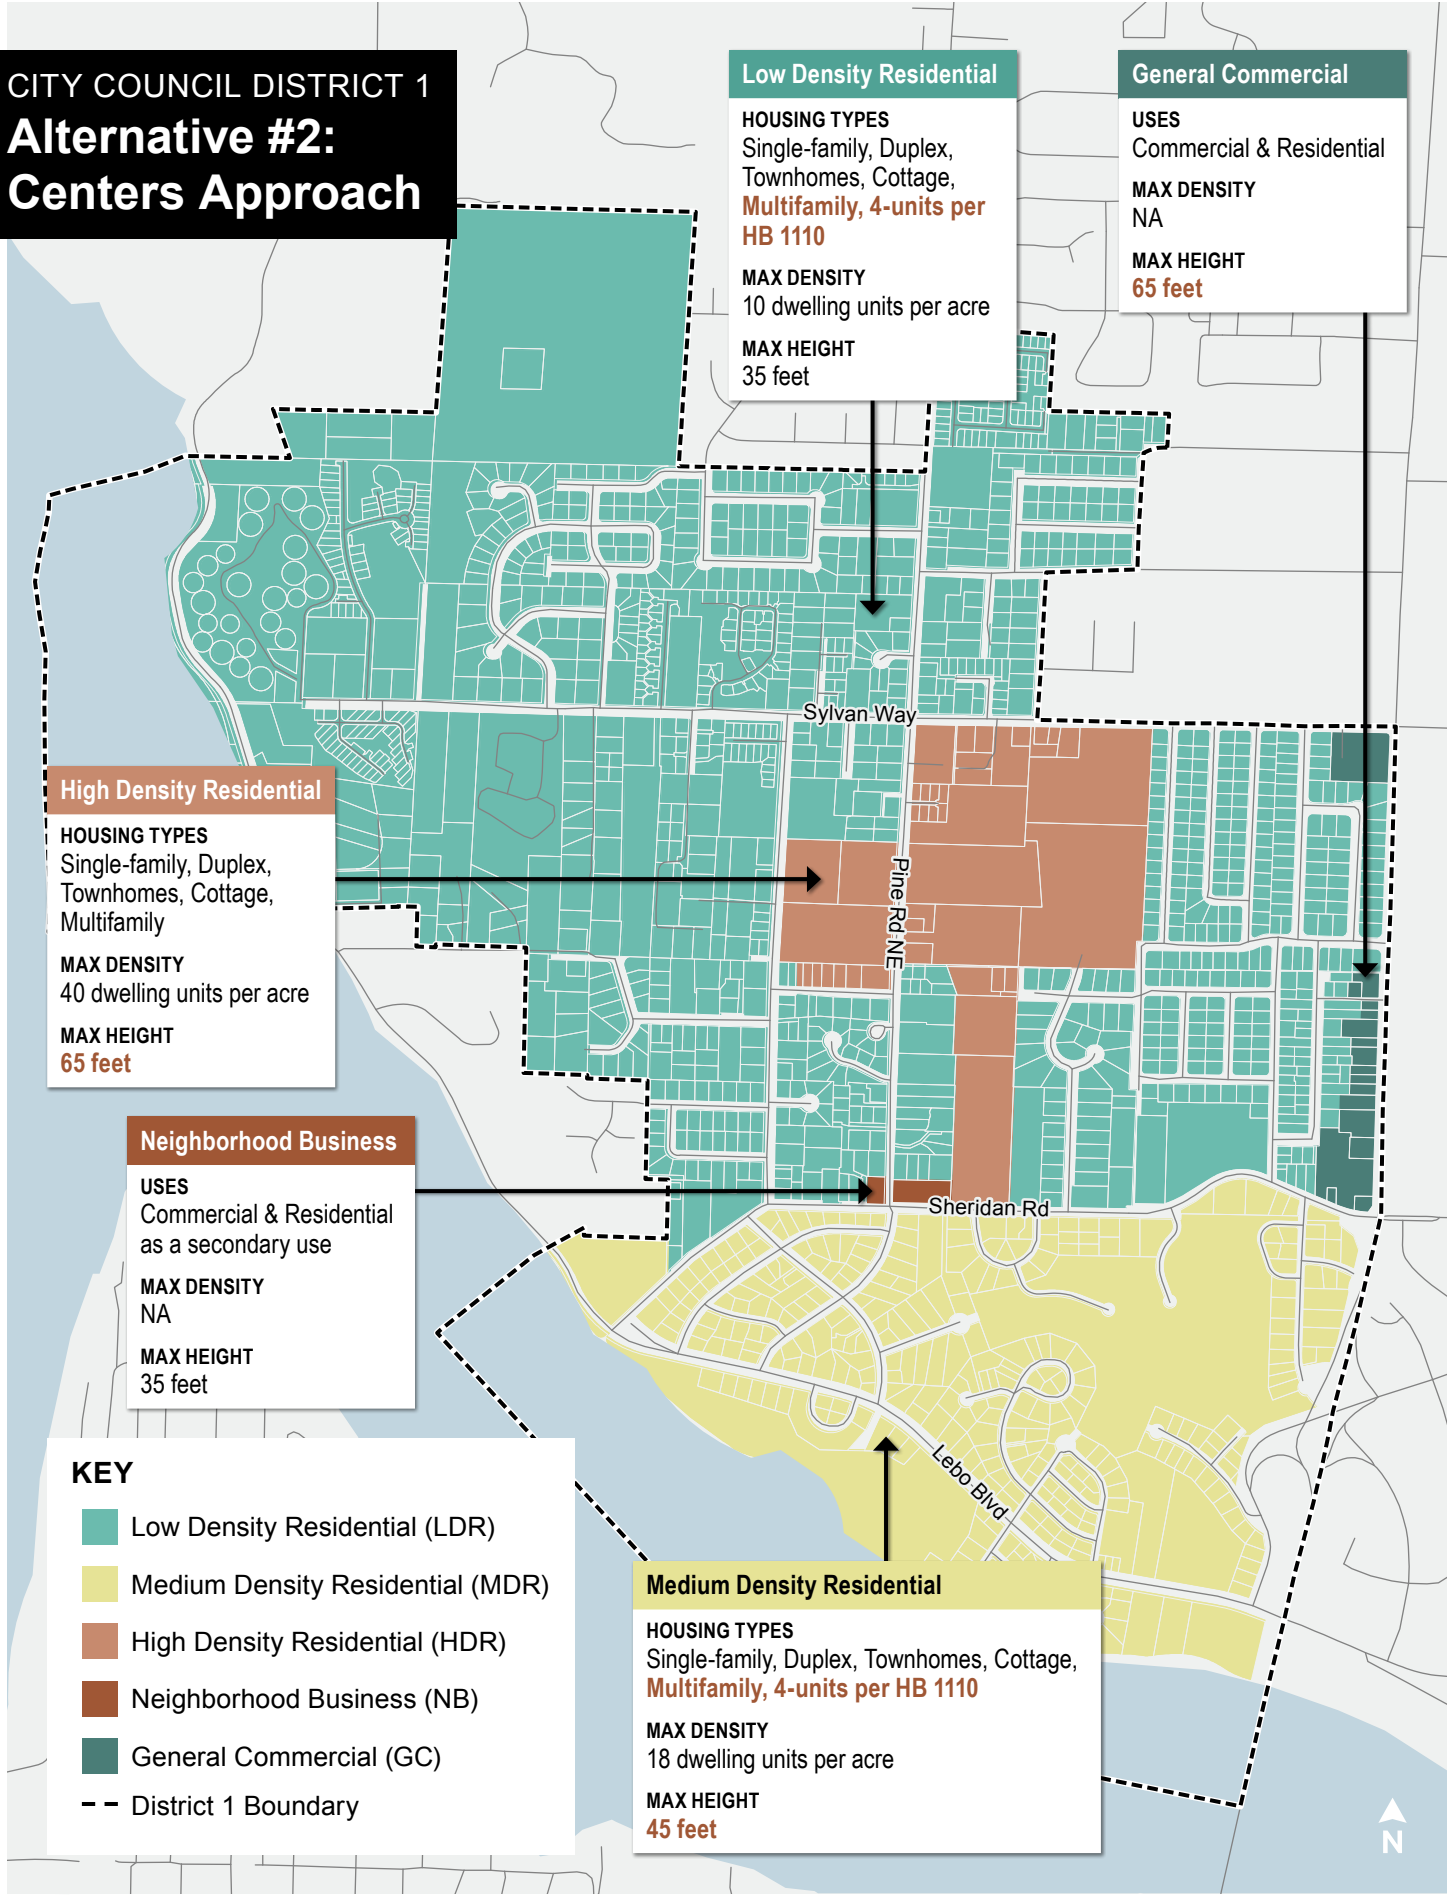 CITY COUNCIL DISTRICT 1
Alternative #2:
Centers Approach
Low Density Residential
HOUSING TYPES
Single-family, Duplex,
Townhomes, Cottage,
Multifamily, 4-units per
HB 1110
MAX DENSITY
10 dwelling units per acre
MAX HEIGHT
35 feet
General Commercial
USES
Commercial & Residential
MAX DENSITY
NA
MAX HEIGHT
65 feet
Sylvan Way
High Density Residential
HOUSING TYPES
Single-family, Duplex,
Townhomes, Cottage,
Multifamily
MAX DENSITY
40 dwelling units per acre
MAX HEIGHT
65 feet
Pine Rd NE
Neighborhood Business
USES
Commercial & Residential
as a secondary use
MAX DENSITY
NA
MAX HEIGHT
35 feet
Sheridan Rd
Lebo Blvd
KEY
Low Density Residential (LDR)
Medium Density Residential (MDR)
High Density Residential (HDR)
Neighborhood Business (NB)
General Commercial (GC)
District 1 Boundary
Medium Density Residential
HOUSING TYPES
Single-family, Duplex, Townhomes, Cottage,
Multifamily, 4-units per HB 1110
MAX DENSITY
18 dwelling units per acre
MAX HEIGHT
45 feet
N